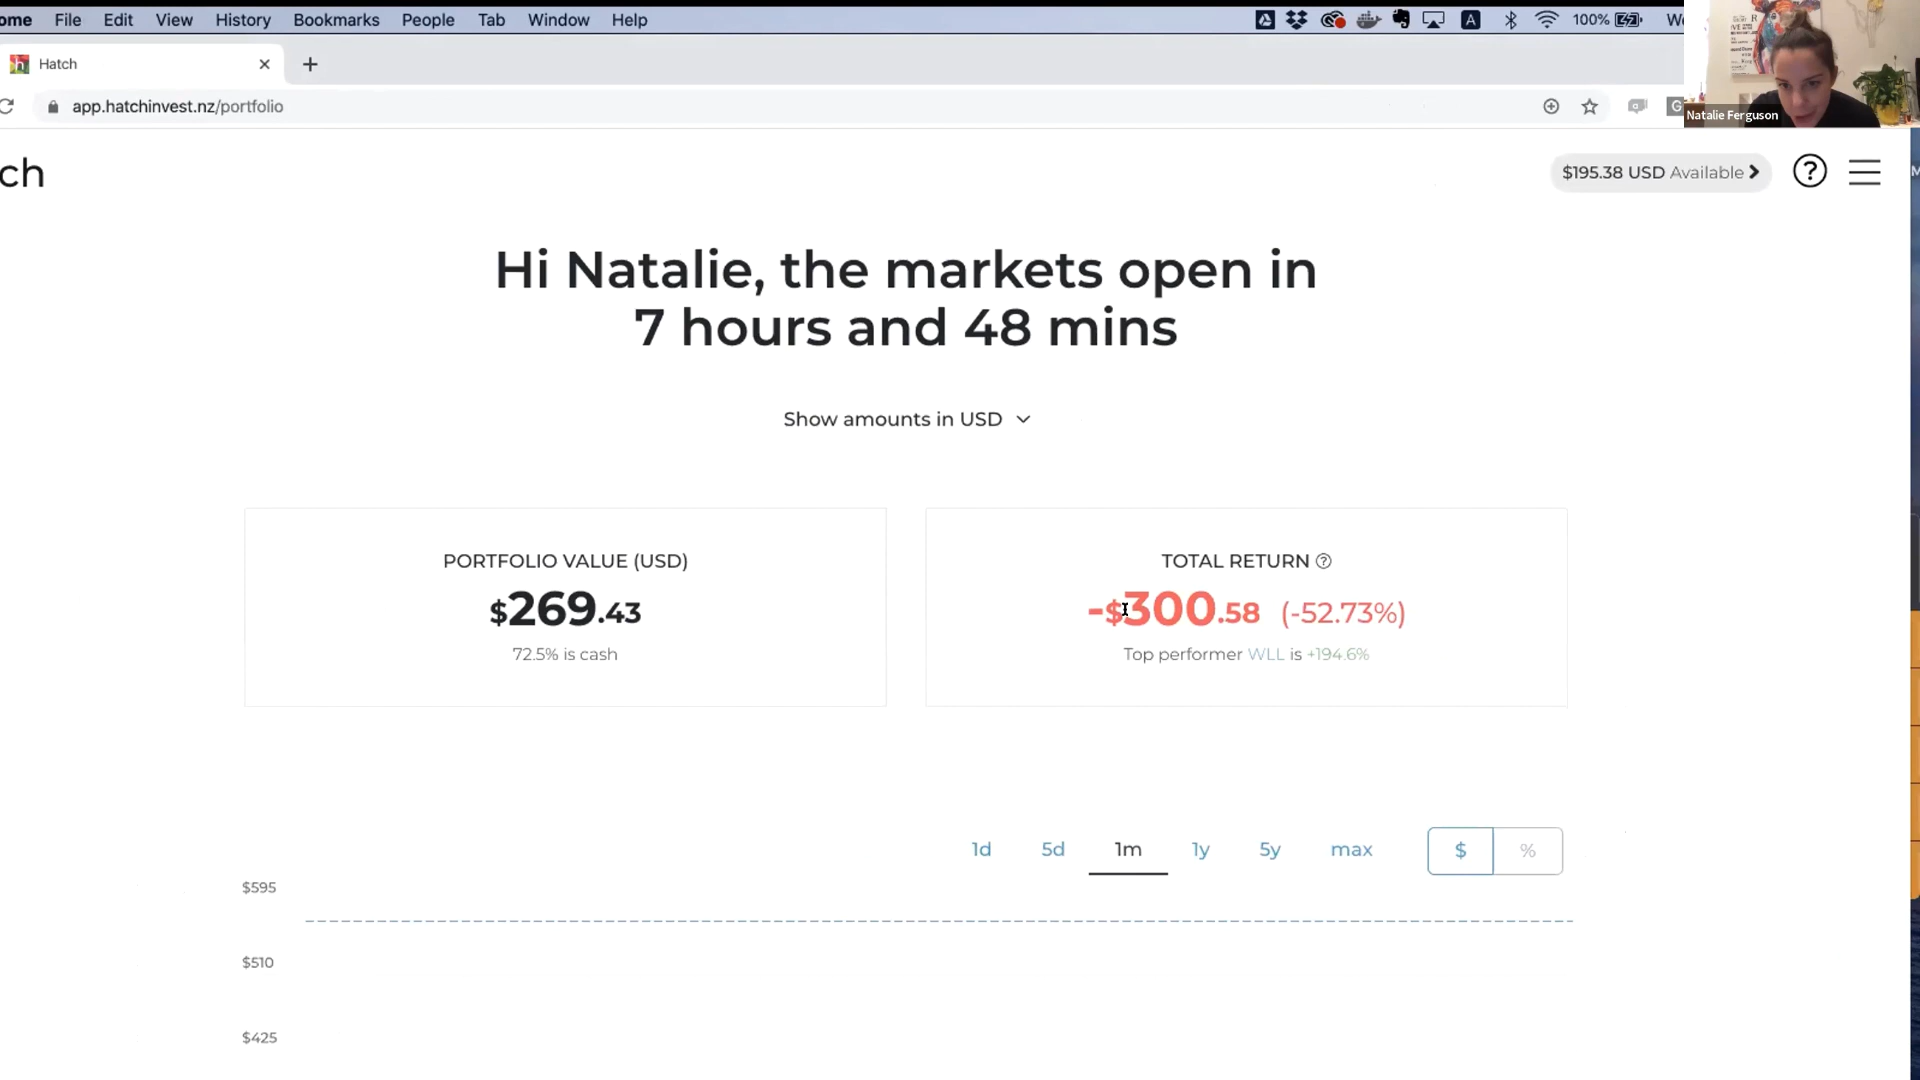 ome File Edit View History Bookmarks People Tab Window Help
A 100%
Hatch
app.hatchinvest.nz/portfolio
G
Natalie Ferguson
ch
$195.38 USD Available
?
Hi Natalie, the markets open in
7 hours and 48 mins
Show amounts in USD
PORTFOLIO VALUE (USD)
$269.43
72.5% is cash
TOTAL RETURN ?
-$300.58 (-52.73%)
Top performer WLL is +194.6%
1d 5d 1m 1y 5y max $ %
$595
$510
$425